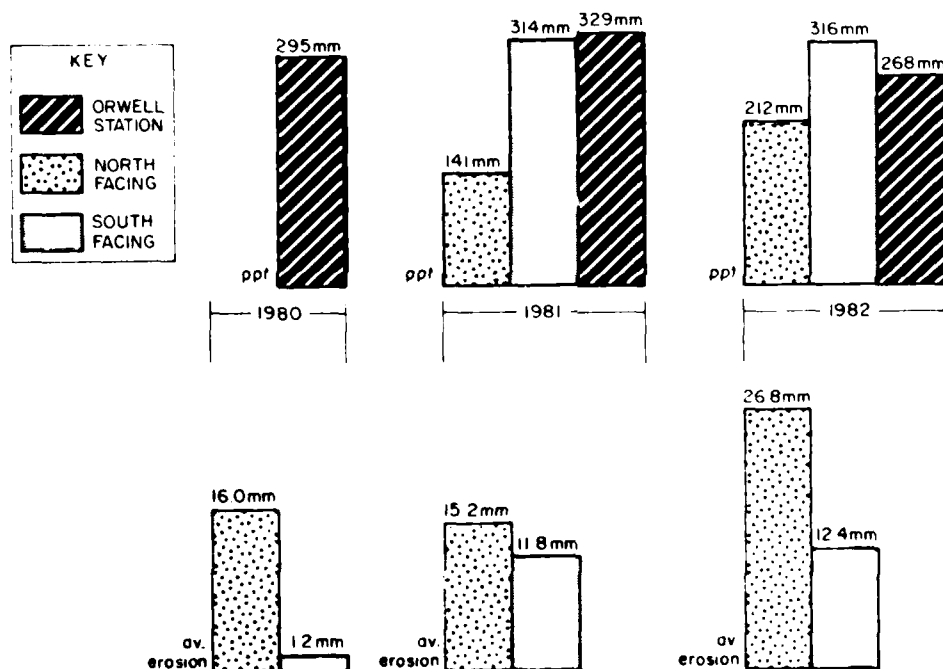 KEY
ORWELL
STATION
NORTH
FACING
SOUTH
FACING
295mm
314mm 329mm
141mm
316mm
268mm
212mm
ppt
ppt
ppt
1980
1981
1982
16.0mm
1.2mm
15.2mm
11.8mm
26.8mm
12.4mm
av.
erosion
av.
erosion
av
erosion